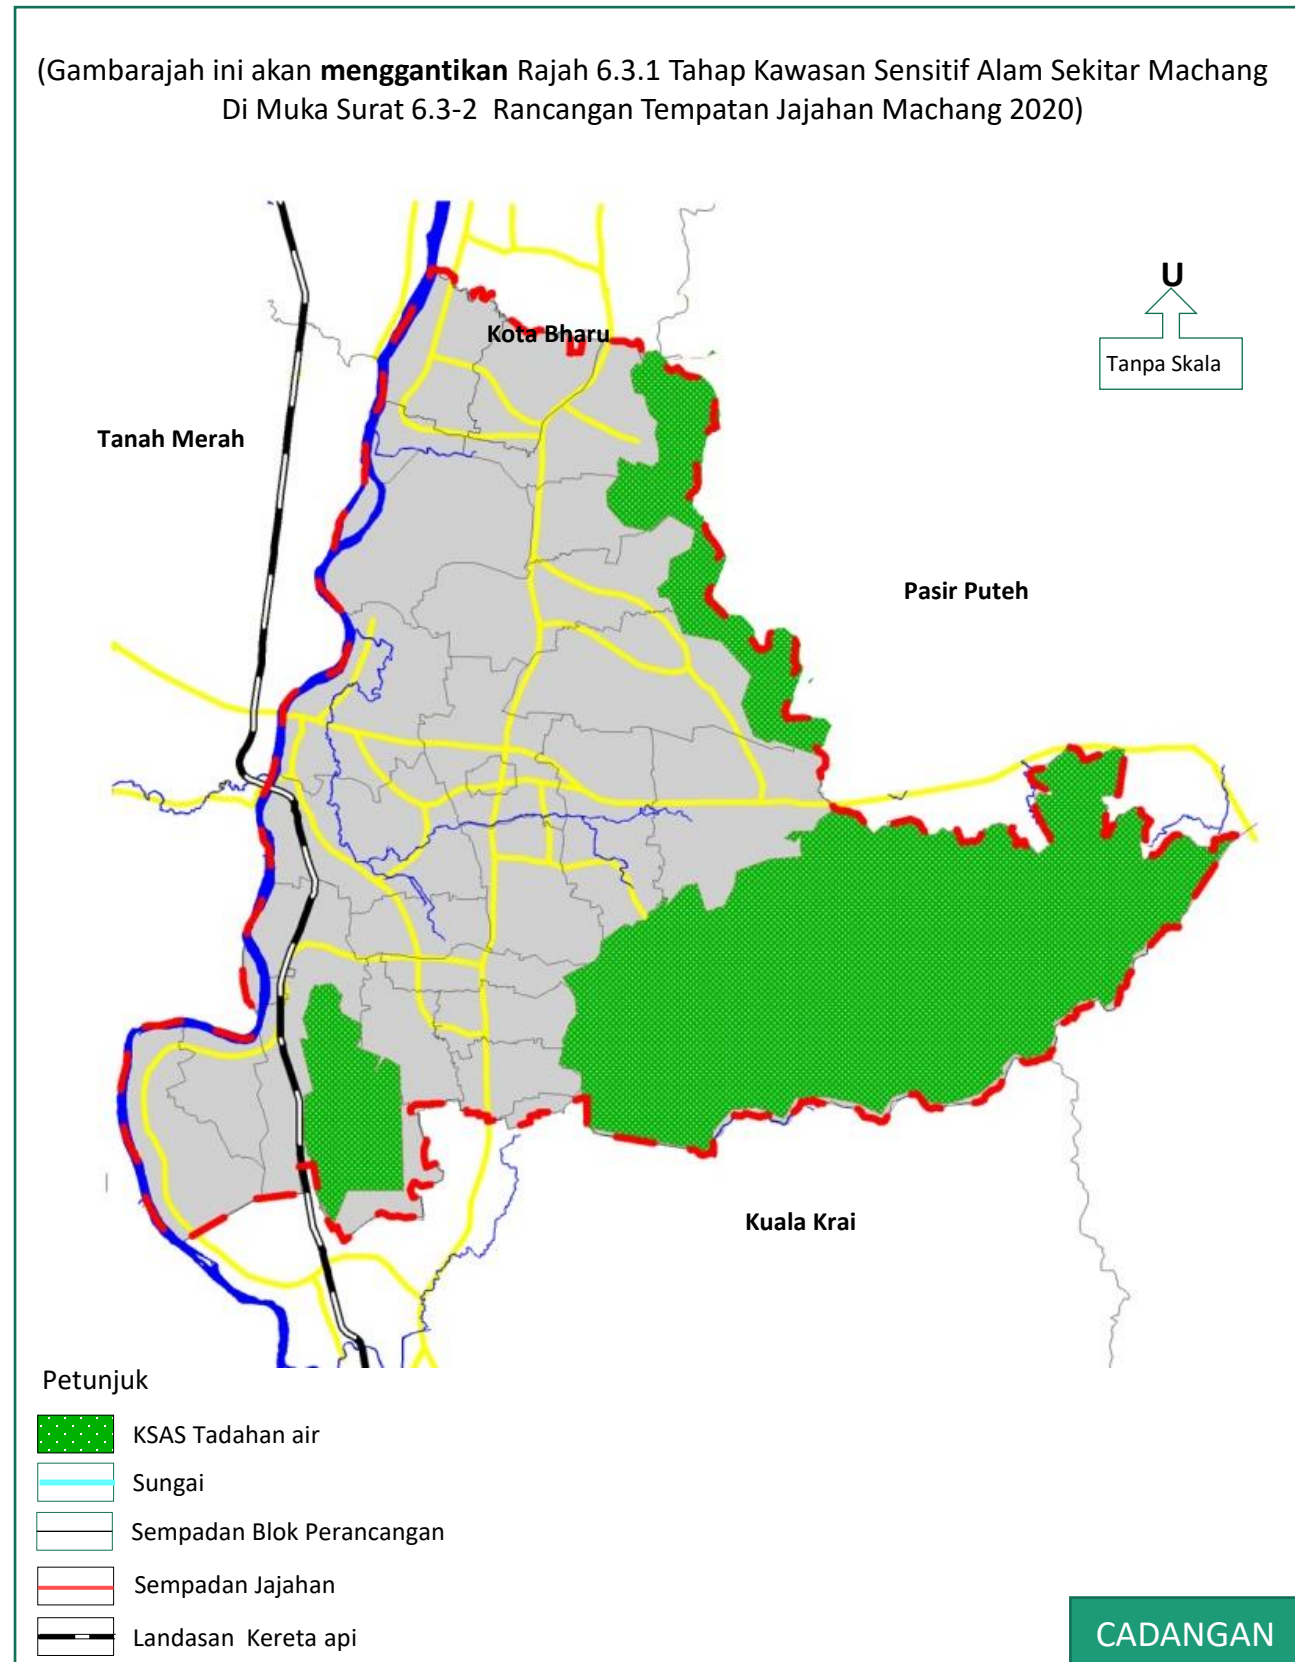 (Gambarajah ini akan menggantikan Rajah 6.3.1 Tahap Kawasan Sensitif Alam Sekitar Machang
Di Muka Surat 6.3-2 Rancangan Tempatan Jajahan Machang 2020)
U
Tanpa Skala
Kota Bharu
Tanah Merah
Pasir Puteh
Kuala Krai
Petunjuk
KSAS Tadahan air
Sungai
Sempadan Blok Perancangan
Sempadan Jajahan
Landasan Kereta api
CADANGAN